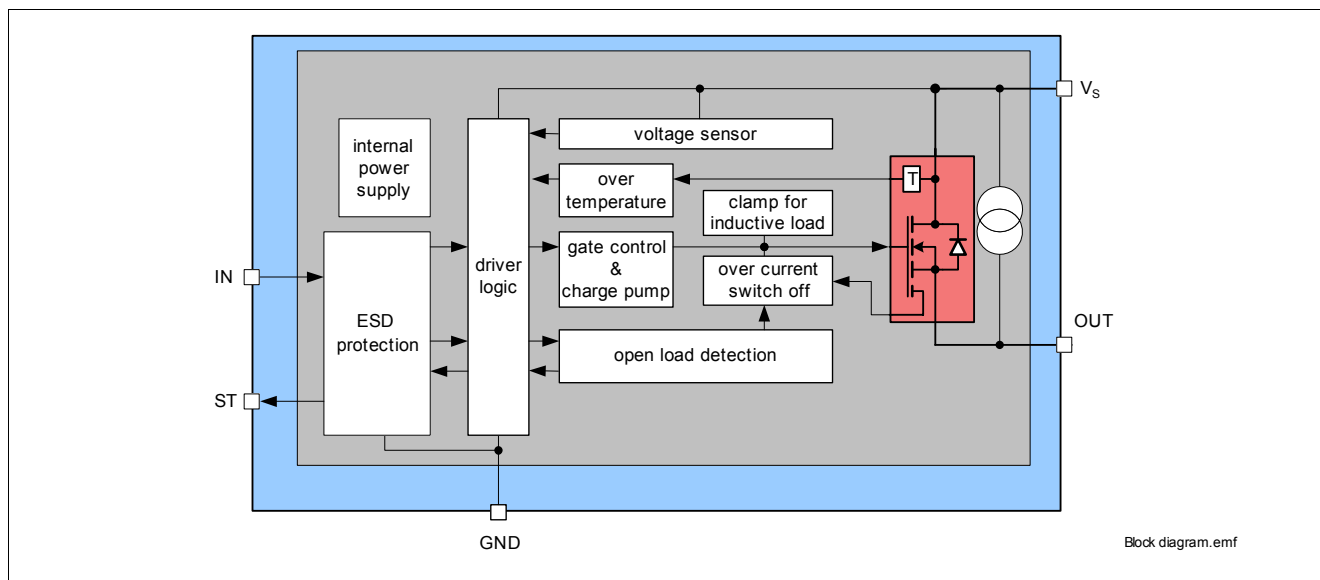 V_S
voltage sensor
internal
power
supply
over
temperature
T
clamp for
inductive load
IN
driver
logic
gate control
&
charge pump
over current
switch off
ESD
protection
OUT
open load detection
ST
GND
Block diagram.emf